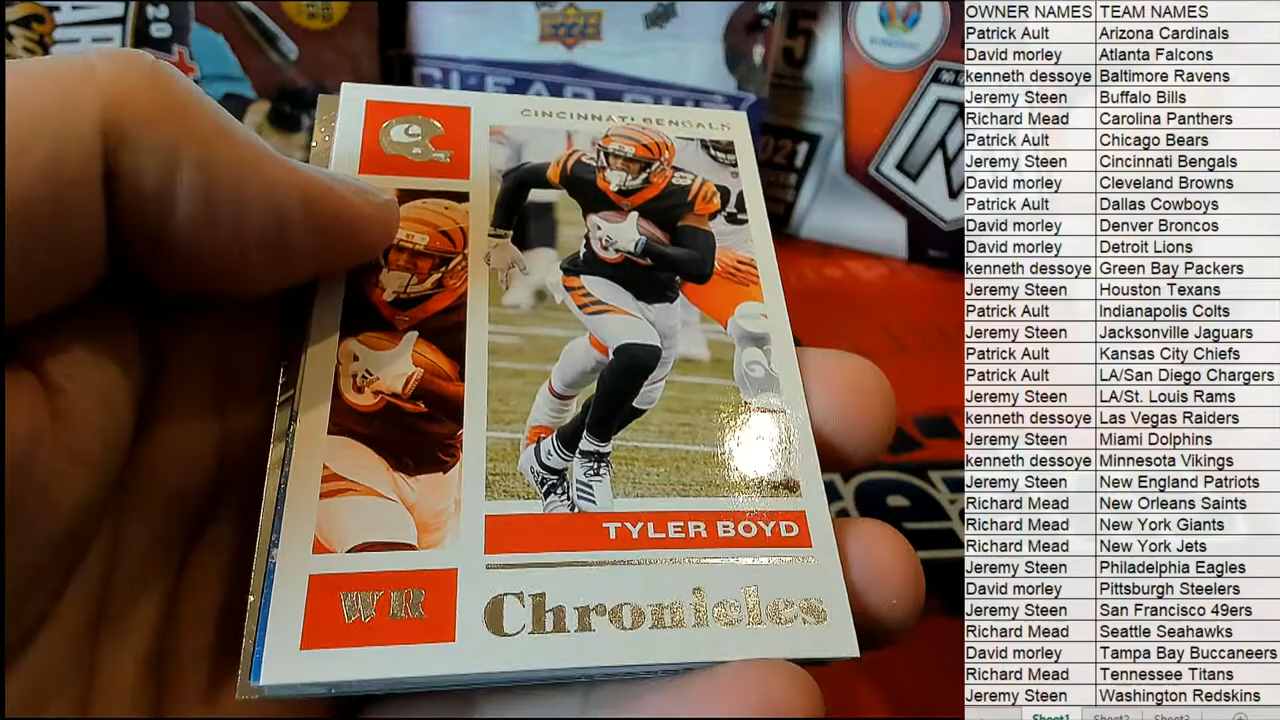 CINCINNATI BENGALS
TYLER BOYD
WR
Chronicles
OWNER NAMES TEAM NAMES
Patrick Ault Arizona Cardinals
David morley Atlanta Falcons
kenneth dessoye Baltimore Ravens
Jeremy Steen Buffalo Bills
Richard Mead Carolina Panthers
Patrick Ault Chicago Bears
Jeremy Steen Cincinnati Bengals
David morley Cleveland Browns
Patrick Ault Dallas Cowboys
David morley Denver Broncos
David morley Detroit Lions
kenneth dessoye Green Bay Packers
Jeremy Steen Houston Texans
Patrick Ault Indianapolis Colts
Jeremy Steen Jacksonville Jaguars
Patrick Ault Kansas City Chiefs
Patrick Ault LA/San Diego Chargers
Jeremy Steen LA/St. Louis Rams
kenneth dessoye Las Vegas Raiders
Jeremy Steen Miami Dolphins
kenneth dessoye Minnesota Vikings
Jeremy Steen New England Patriots
Richard Mead New Orleans Saints
Richard Mead New York Giants
Richard Mead New York Jets
Jeremy Steen Philadelphia Eagles
David morley Pittsburgh Steelers
Jeremy Steen San Francisco 49ers
Richard Mead Seattle Seahawks
David morley Tampa Bay Buccaneers
Richard Mead Tennessee Titans
Jeremy Steen Washington Redskins
Sheet1 Sheet2 Sheet3